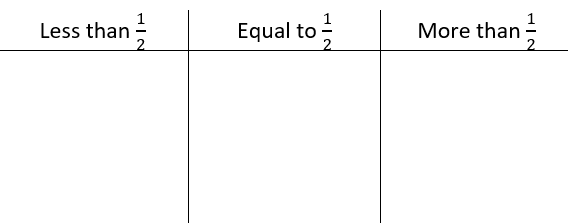 Less than 1/2
Equal to 1/2
More than 1/2